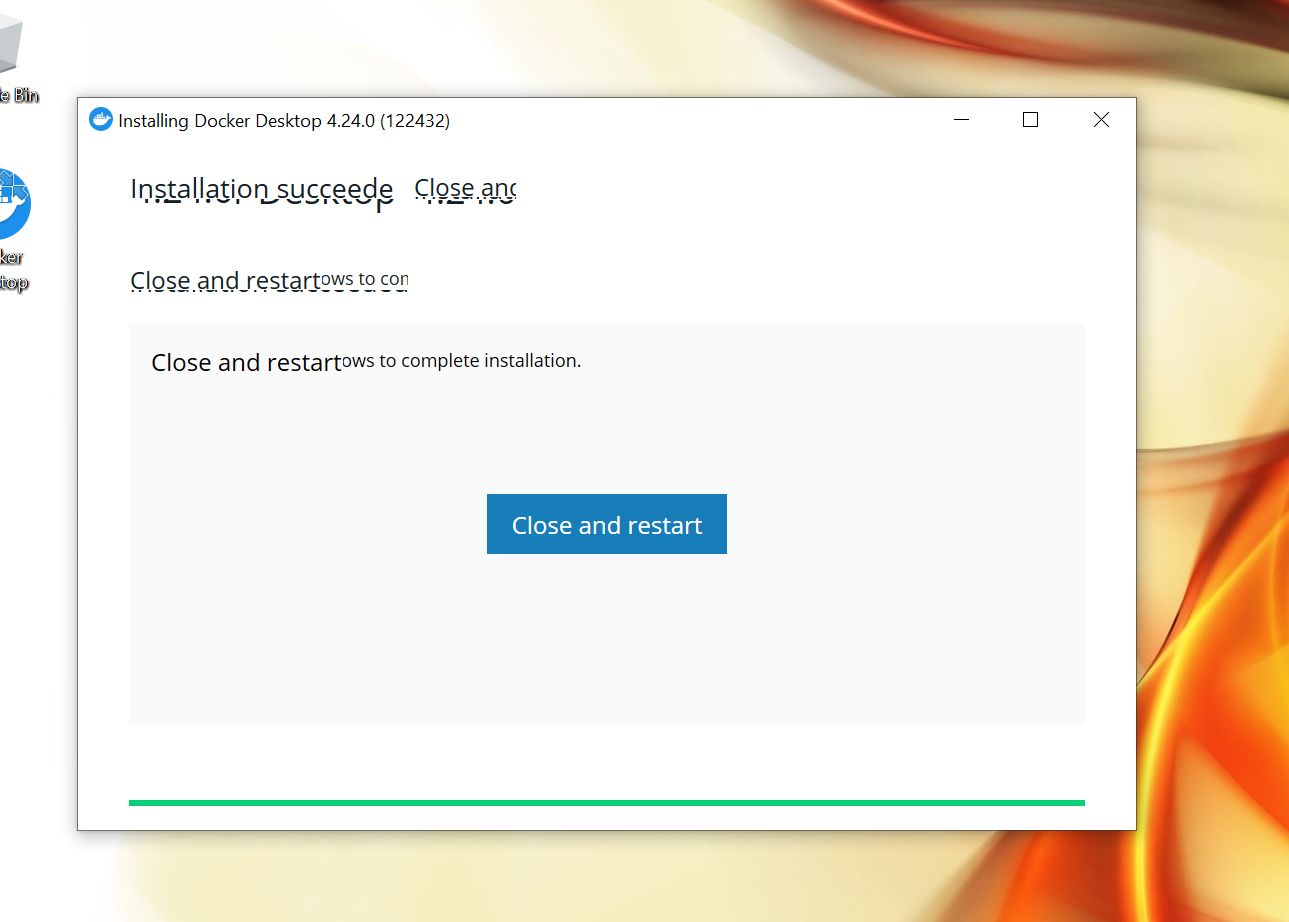 e Bin
ker
top
Installing Docker Desktop 4.24.0 (122432)
Installation succeede Close and
Close and restartows to con
Close and restartows to complete installation.
Close and restart